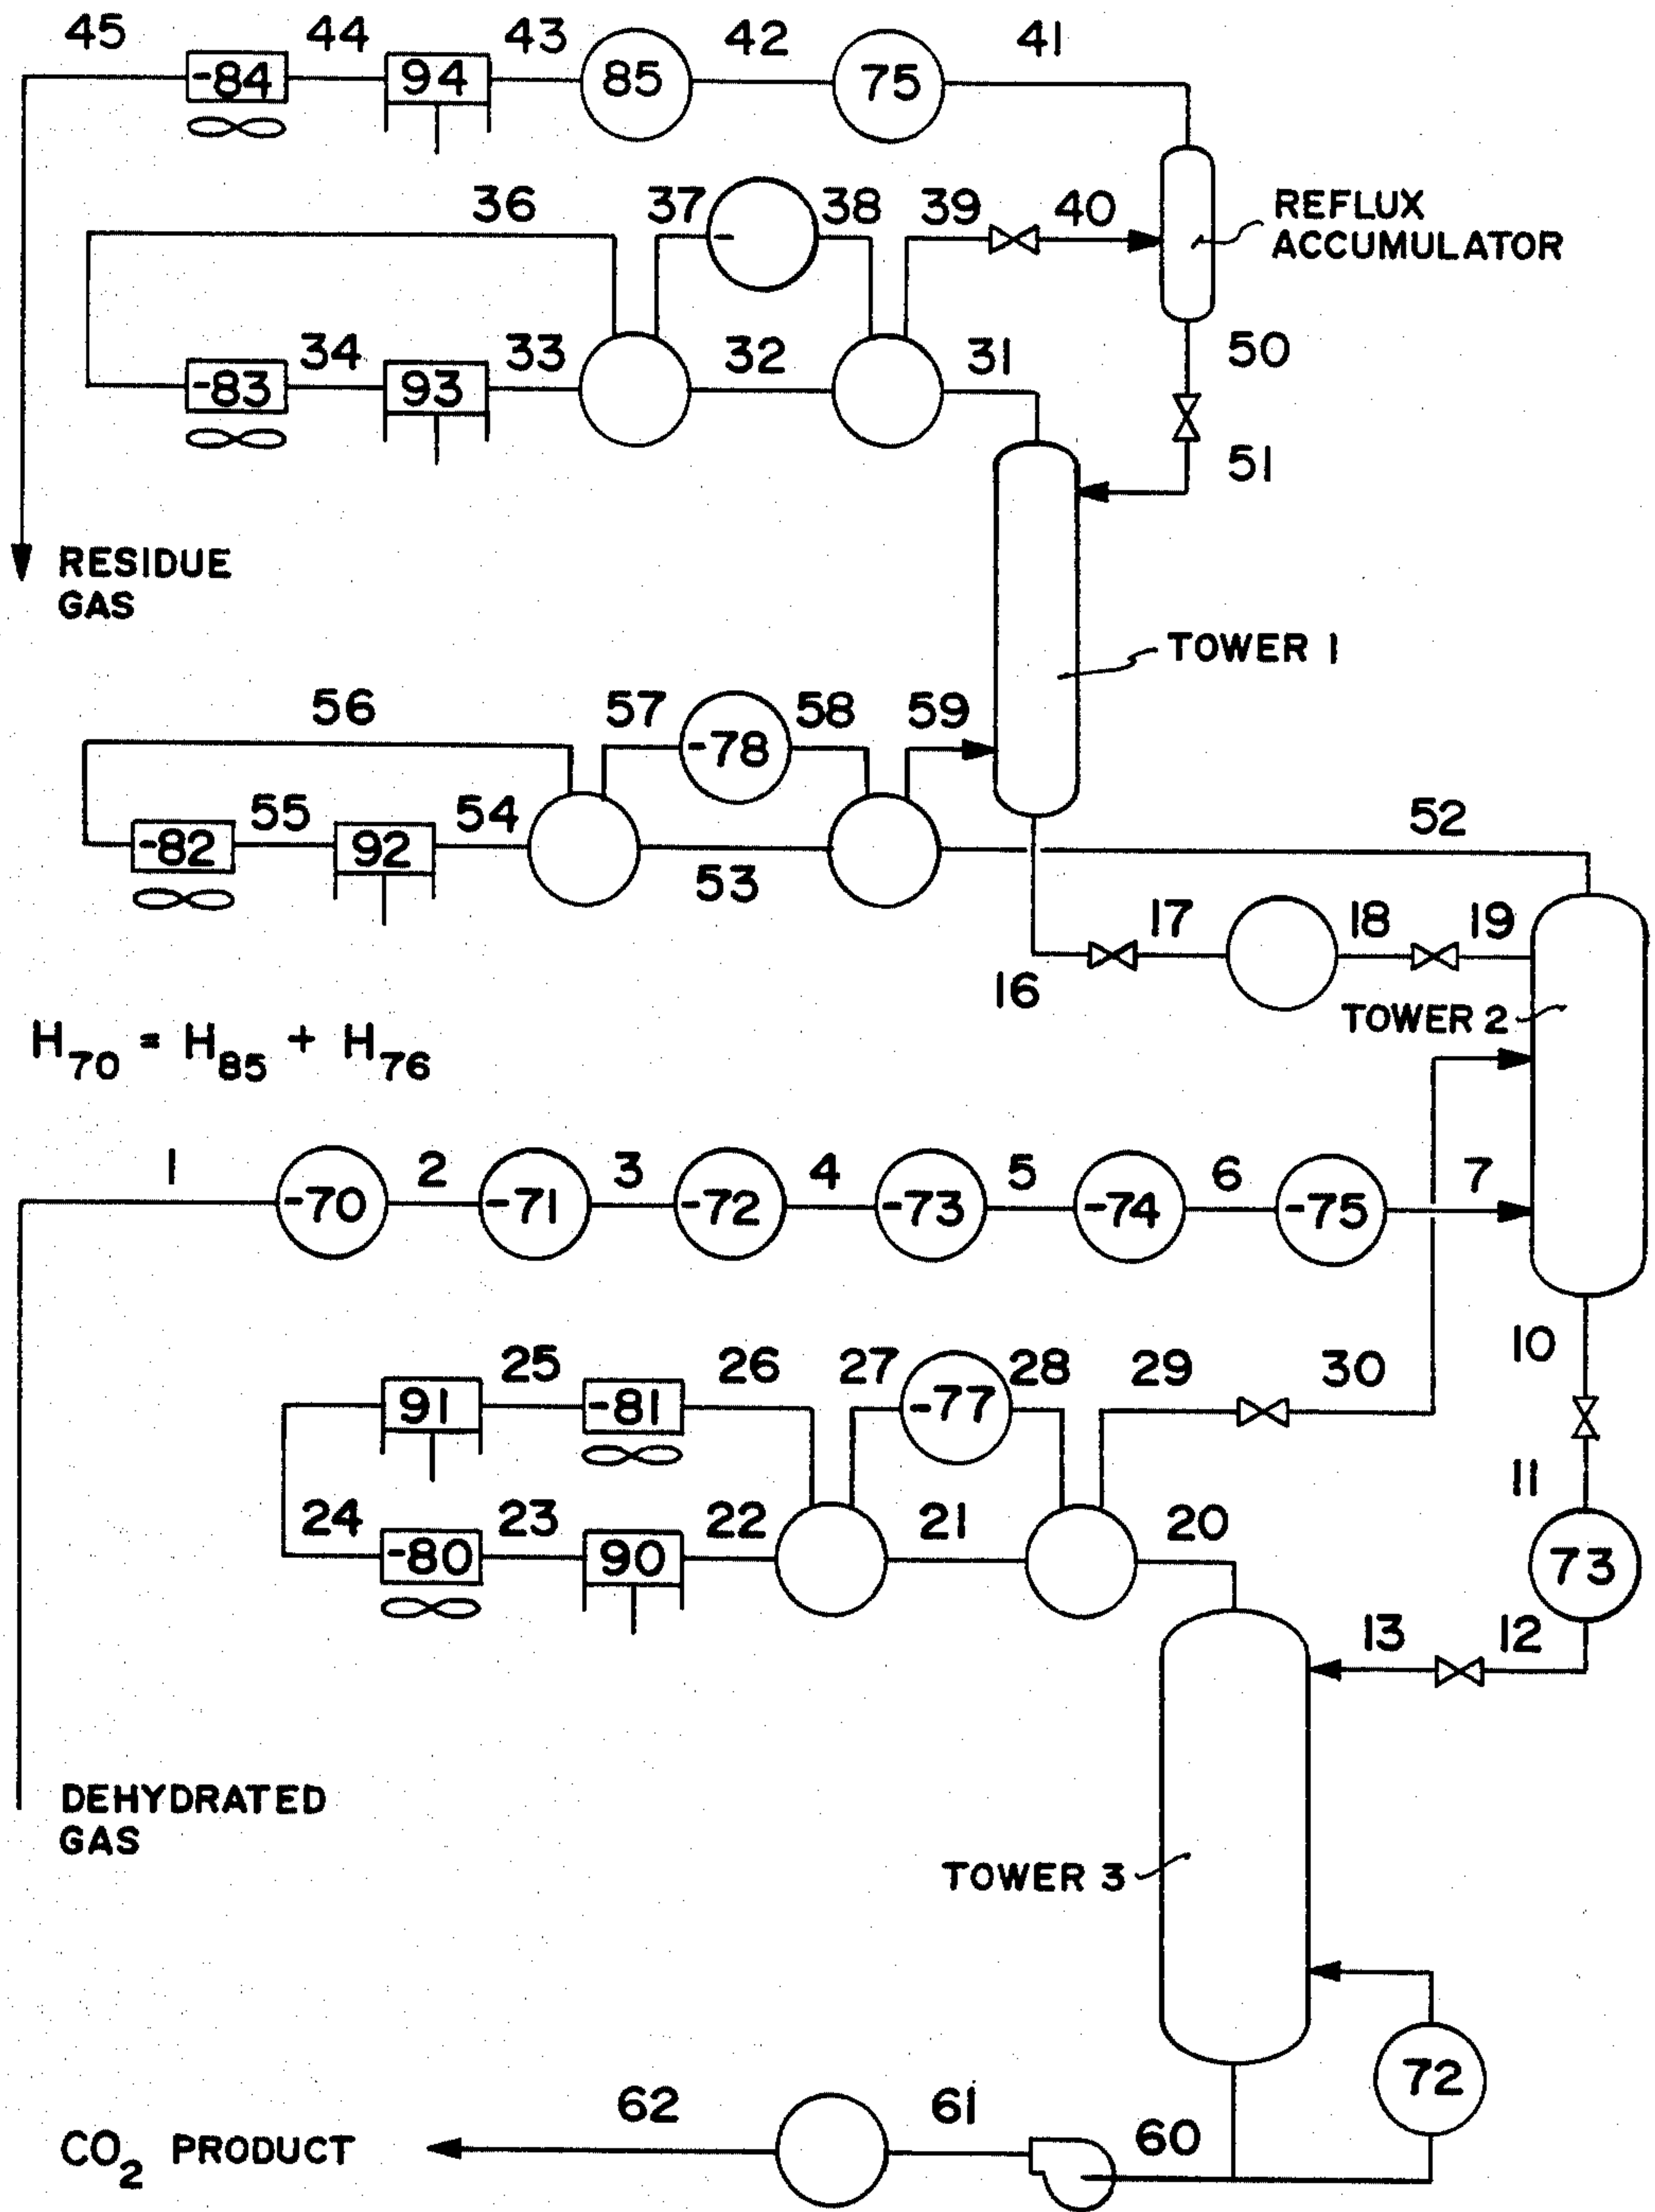 45 44 43 42 41
-84 94 85 75
36 37 38 39 40
-
REFLUX
ACCUMULATOR
34 33 32 31 50
-83 93
51
RESIDUE
GAS
TOWER 1
56 57 58 59
-78
55 54 53 52
-82 92
16 17 18 19
TOWER 2
H70 = H85 + H76
1 2 3 4 5 6 7
-70 -71 -72 -73 -74 -75
10
25 26 27 28 29 30
91 -81 -77
11
24 23 22 21 20
-80 90 73
13 12
DEHYDRATED
GAS
TOWER 3
72
62 61 60
CO2 PRODUCT